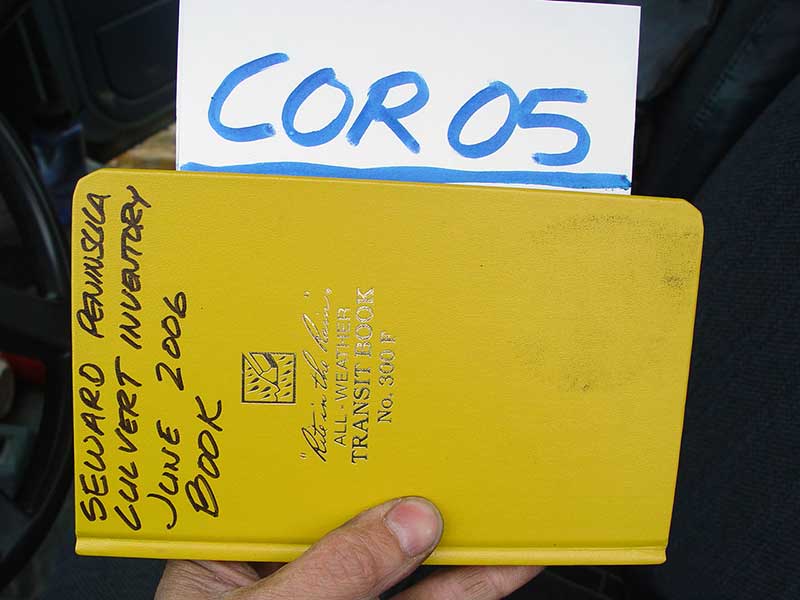 COR 05
SEWARD PENINSULA
CULVERT INVENTORY
JUNE 2006
BOOK
"Rite in the Rain"
ALL-WEATHER
TRANSIT BOOK
No. 300 F